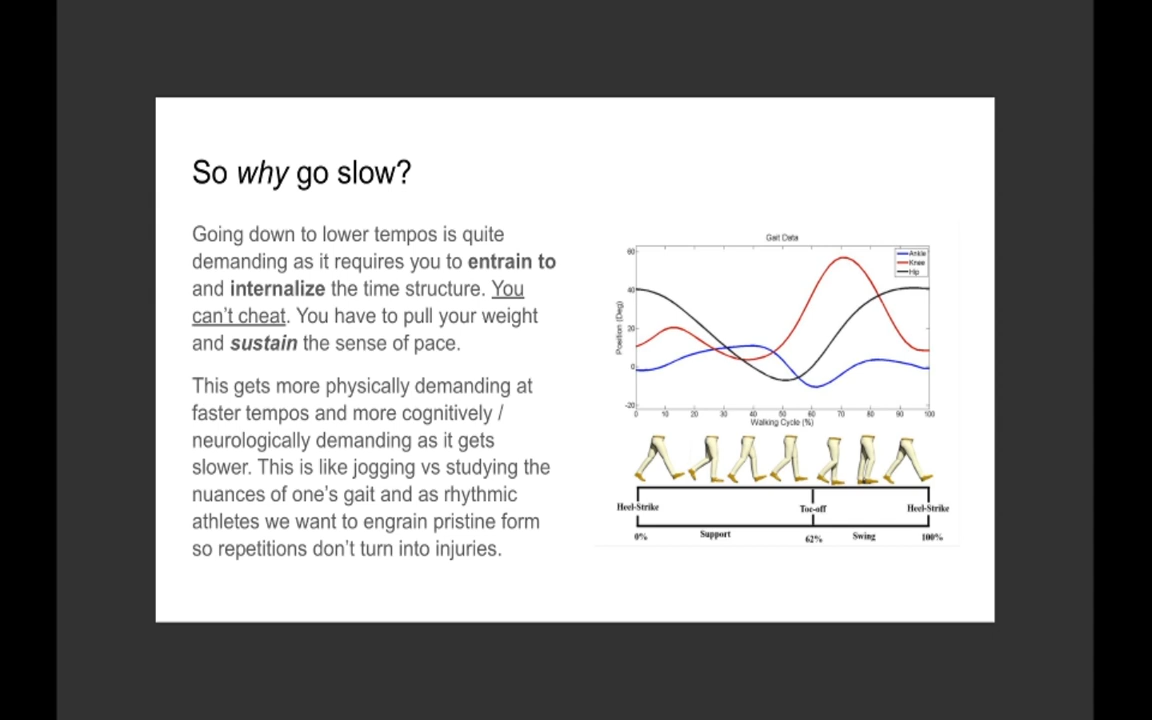 So why go slow?
Going down to lower tempos is quite
demanding as it requires you to entrain to
and internalize the time structure. You
can't cheat. You have to pull your weight
and sustain the sense of pace.
This gets more physically demanding at
faster tempos and more cognitively /
neurologically demanding as it gets
slower. This is like jogging vs studying the
nuances of one's gait and as rhythmic
athletes we want to engrain pristine form
so repetitions don't turn into injuries.
Gait Data
Ankle
Knee
Hip
Position (Deg)
60
40
20
0
-20
0 10 20 30 40 50 60 70 80 90 100
Walking Cycle (%)
Heel-Strike Toe-off Heel-Strike
0% Support 62% Swing 100%